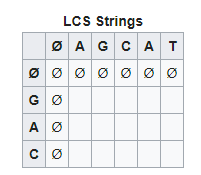 LCS Strings
Ø A G C A T
Ø Ø Ø Ø Ø Ø Ø
G Ø
A Ø
C Ø